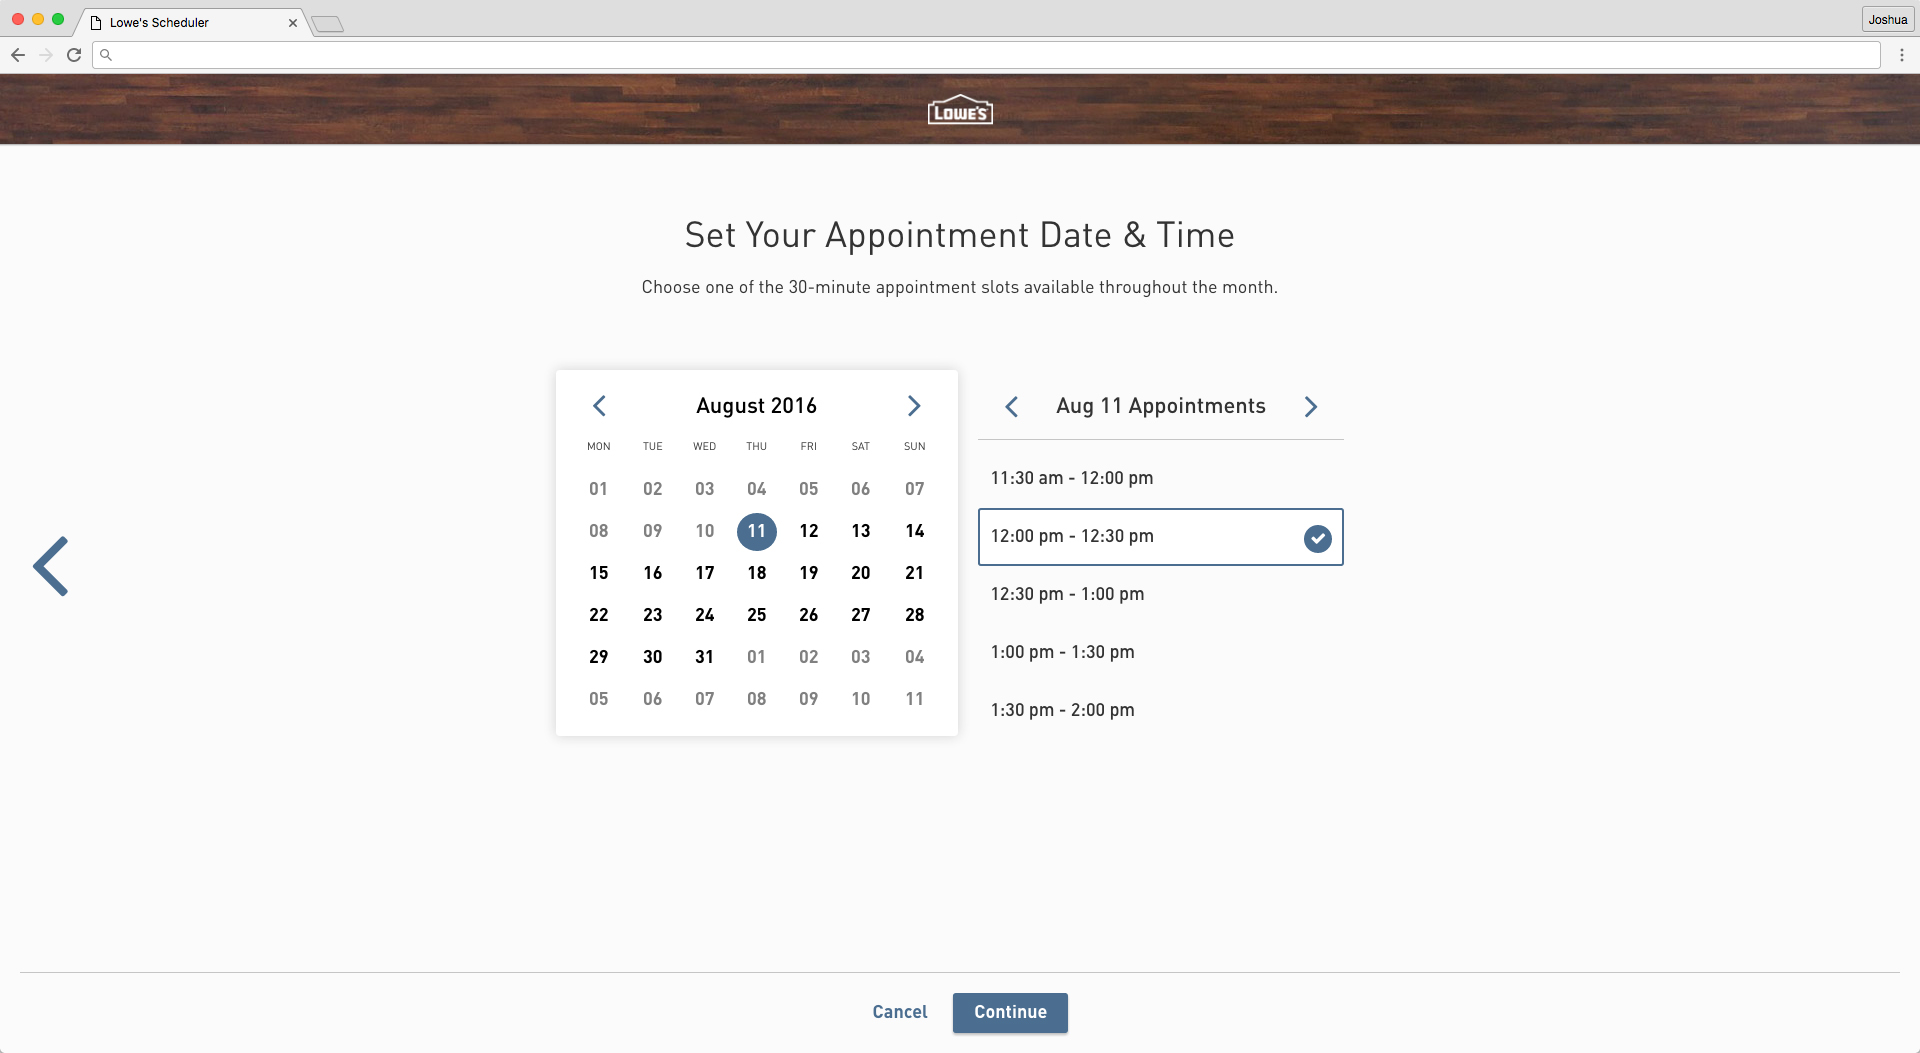 Lowe's Scheduler
Joshua
LOWE'S
Set Your Appointment Date & Time
Choose one of the 30-minute appointment slots available throughout the month.
August 2016
MON TUE WED THU FRI SAT SUN
01 02 03 04 05 06 07
08 09 10 11 12 13 14
15 16 17 18 19 20 21
22 23 24 25 26 27 28
29 30 31 01 02 03 04
05 06 07 08 09 10 11
Aug 11 Appointments
11:30 am - 12:00 pm
12:00 pm - 12:30 pm
12:30 pm - 1:00 pm
1:00 pm - 1:30 pm
1:30 pm - 2:00 pm
Cancel
Continue